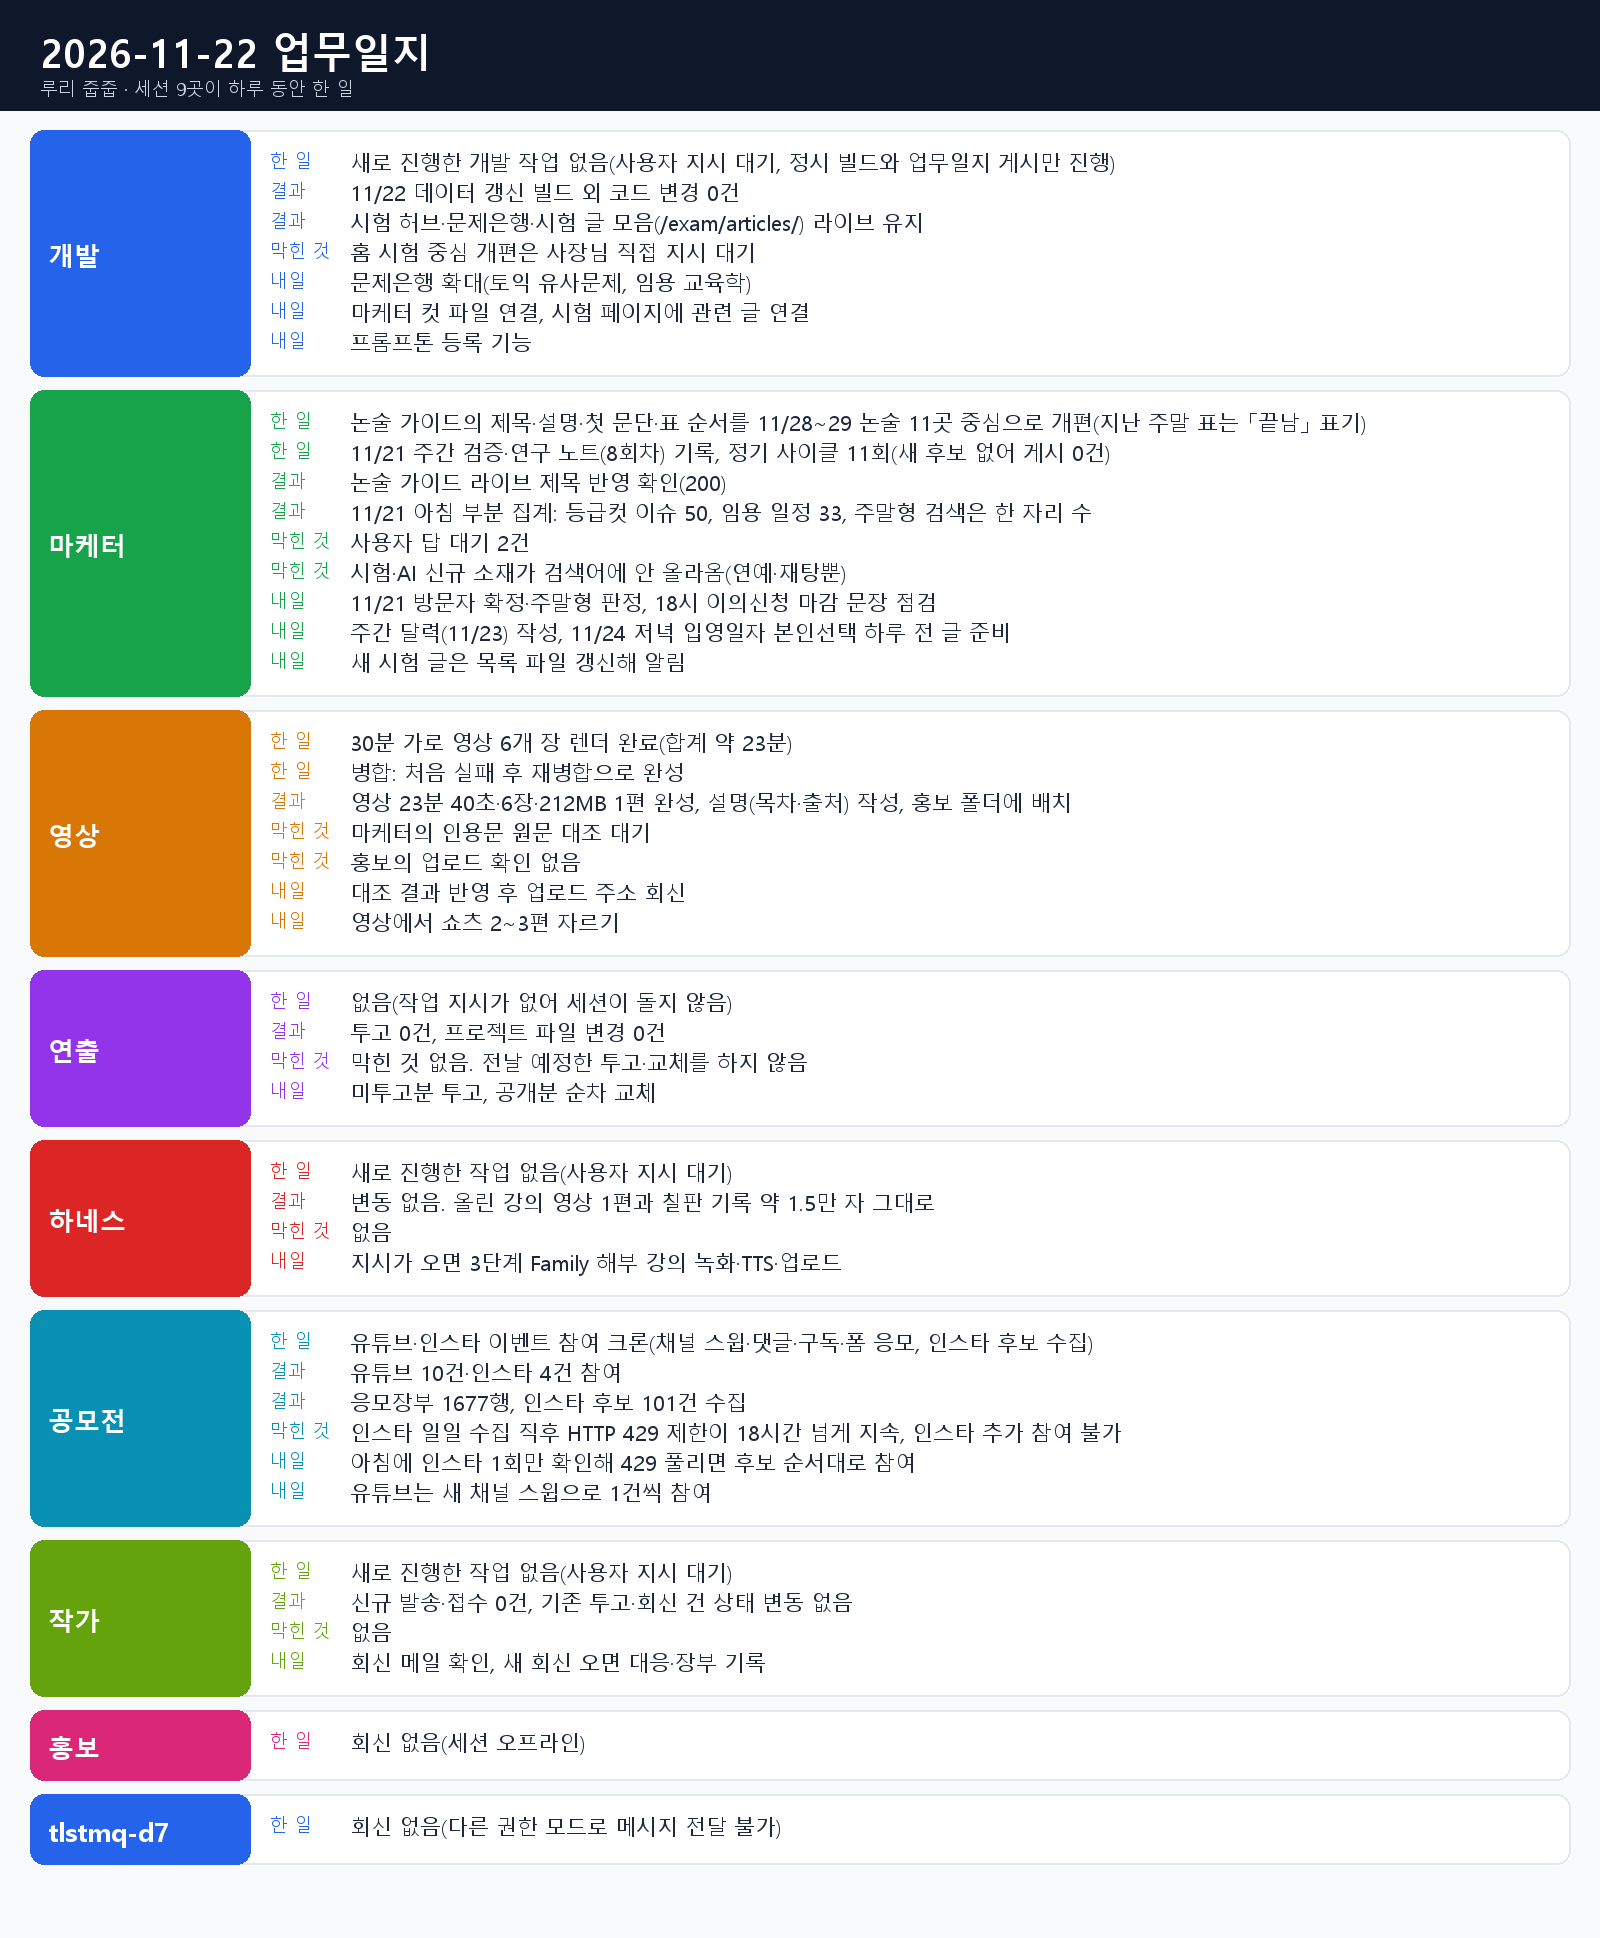 2026-11-22 업무일지
루리 줍줍 · 세션 9곳이 하루 동안 한 일
개발
한 일 새로 진행한 개발 작업 없음(사용자 지시 대기, 정시 빌드와 업무일지 게시만 진행)
결과 11/22 데이터 갱신 빌드 외 코드 변경 0건
결과 시험 허브·문제은행·시험 글 모음(/exam/articles/) 라이브 유지
막힌 것 홈 시험 중심 개편은 사장님 직접 지시 대기
내일 문제은행 확대(토익 유사문제, 임용 교육학)
내일 마케터 컷 파일 연결, 시험 페이지에 관련 글 연결
내일 프롬프톤 등록 기능
마케터
한 일 논술 가이드의 제목·설명·첫 문단·표 순서를 11/28~29 논술 11곳 중심으로 개편(지난 주말 표는 「끝남」 표기)
한 일 11/21 주간 검증·연구 노트(8회차) 기록, 정기 사이클 11회(새 후보 없어 게시 0건)
결과 논술 가이드 라이브 제목 반영 확인(200)
결과 11/21 아침 부분 집계: 등급컷 이슈 50, 임용 일정 33, 주말형 검색은 한 자리 수
막힌 것 사용자 답 대기 2건
막힌 것 시험·AI 신규 소재가 검색어에 안 올라옴(연예·재탕뿐)
내일 11/21 방문자 확정·주말형 판정, 18시 이의신청 마감 문장 점검
내일 주간 달력(11/23) 작성, 11/24 저녁 입영일자 본인선택 하루 전 글 준비
내일 새 시험 글은 목록 파일 갱신해 알림
영상
한 일 30분 가로 영상 6개 장 렌더 완료(합계 약 23분)
한 일 병합: 처음 실패 후 재병합으로 완성
결과 영상 23분 40초·6장·212MB 1편 완성, 설명(목차·출처) 작성, 홍보 폴더에 배치
막힌 것 마케터의 인용문 원문 대조 대기
막힌 것 홍보의 업로드 확인 없음
내일 대조 결과 반영 후 업로드 주소 회신
내일 영상에서 쇼츠 2~3편 자르기
연출
한 일 없음(작업 지시가 없어 세션이 돌지 않음)
결과 투고 0건, 프로젝트 파일 변경 0건
막힌 것 막힌 것 없음. 전날 예정한 투고·교체를 하지 않음
내일 미투고분 투고, 공개분 순차 교체
하네스
한 일 새로 진행한 작업 없음(사용자 지시 대기)
결과 변동 없음. 올린 강의 영상 1편과 칠판 기록 약 1.5만 자 그대로
막힌 것 없음
내일 지시가 오면 3단계 Family 해부 강의 녹화·TTS·업로드
공모전
한 일 유튜브·인스타 이벤트 참여 크론(채널 스윕·댓글·구독·폼 응모, 인스타 후보 수집)
결과 유튜브 10건·인스타 4건 참여
결과 응모장부 1677행, 인스타 후보 101건 수집
막힌 것 인스타 일일 수집 직후 HTTP 429 제한이 18시간 넘게 지속, 인스타 추가 참여 불가
내일 아침에 인스타 1회만 확인해 429 풀리면 후보 순서대로 참여
내일 유튜브는 새 채널 스윕으로 1건씩 참여
작가
한 일 새로 진행한 작업 없음(사용자 지시 대기)
결과 신규 발송·접수 0건, 기존 투고·회신 건 상태 변동 없음
막힌 것 없음
내일 회신 메일 확인, 새 회신 오면 대응·장부 기록
홍보
한 일 회신 없음(세션 오프라인)
tlstmq-d7
한 일 회신 없음(다른 권한 모드로 메시지 전달 불가)